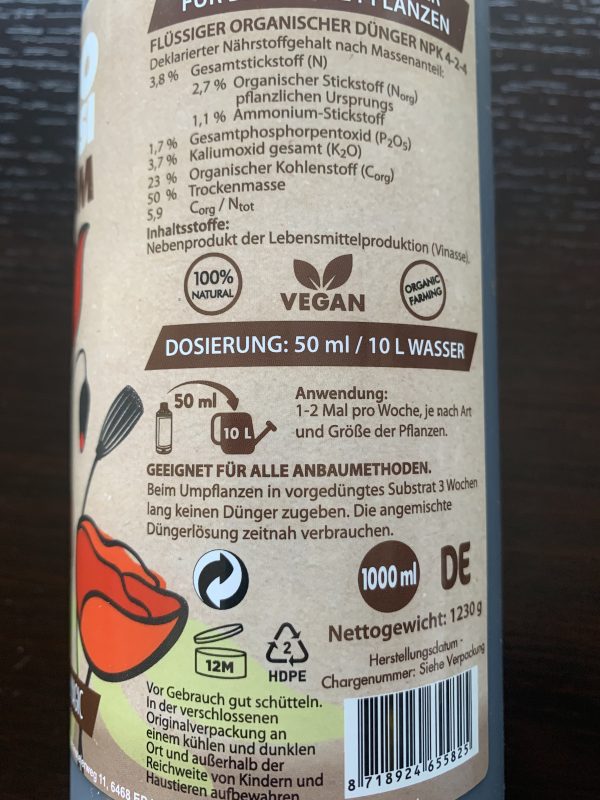 PFLANZEN
FLÜSSIGER ORGANISCHER DÜNGER NPK 4-2-4
Deklarierter Nährstoffgehalt nach Massenanteil:
3,8 % Gesamtstickstoff (N)
2,7 % Organischer Stickstoff (Norg)
pflanzlichen Ursprungs
1,1 % Ammonium-Stickstoff
1,7 % Gesamtphosphorpentoxid (P2O5)
3,7 % Kaliumoxid gesamt (K2O)
23 % Organischer Kohlenstoff (Corg)
50 % Trockenmasse
5,9 Corg / Ntot
Inhaltsstoffe:
Nebenprodukt der Lebensmittelproduktion (Vinasse).
100%
NATURAL
VEGAN
ORGANIC
FARMING
DOSIERUNG: 50 ml / 10 L WASSER
50 ml
10 L
Anwendung:
1-2 Mal pro Woche, je nach Art
und Größe der Pflanzen.
GEEIGNET FÜR ALLE ANBAUMETHODEN.
Beim Umpflanzen in vorgedüngtes Substrat 3 Wochen
lang keinen Dünger zugeben. Die angemischte
Düngerlösung zeitnah verbrauchen.
1000 ml
DE
Nettogewicht: 1230 g
12M
2
HDPE
Herstellungsdatum -
Chargennummer: Siehe Verpackung
Vor Gebrauch gut schütteln.
In der verschlossenen
Originalverpackung an
einem kühlen und dunklen
Ort und außerhalb der
Reichweite von Kindern und
Haustieren aufbewahren
8 718924 655825
11, 6468